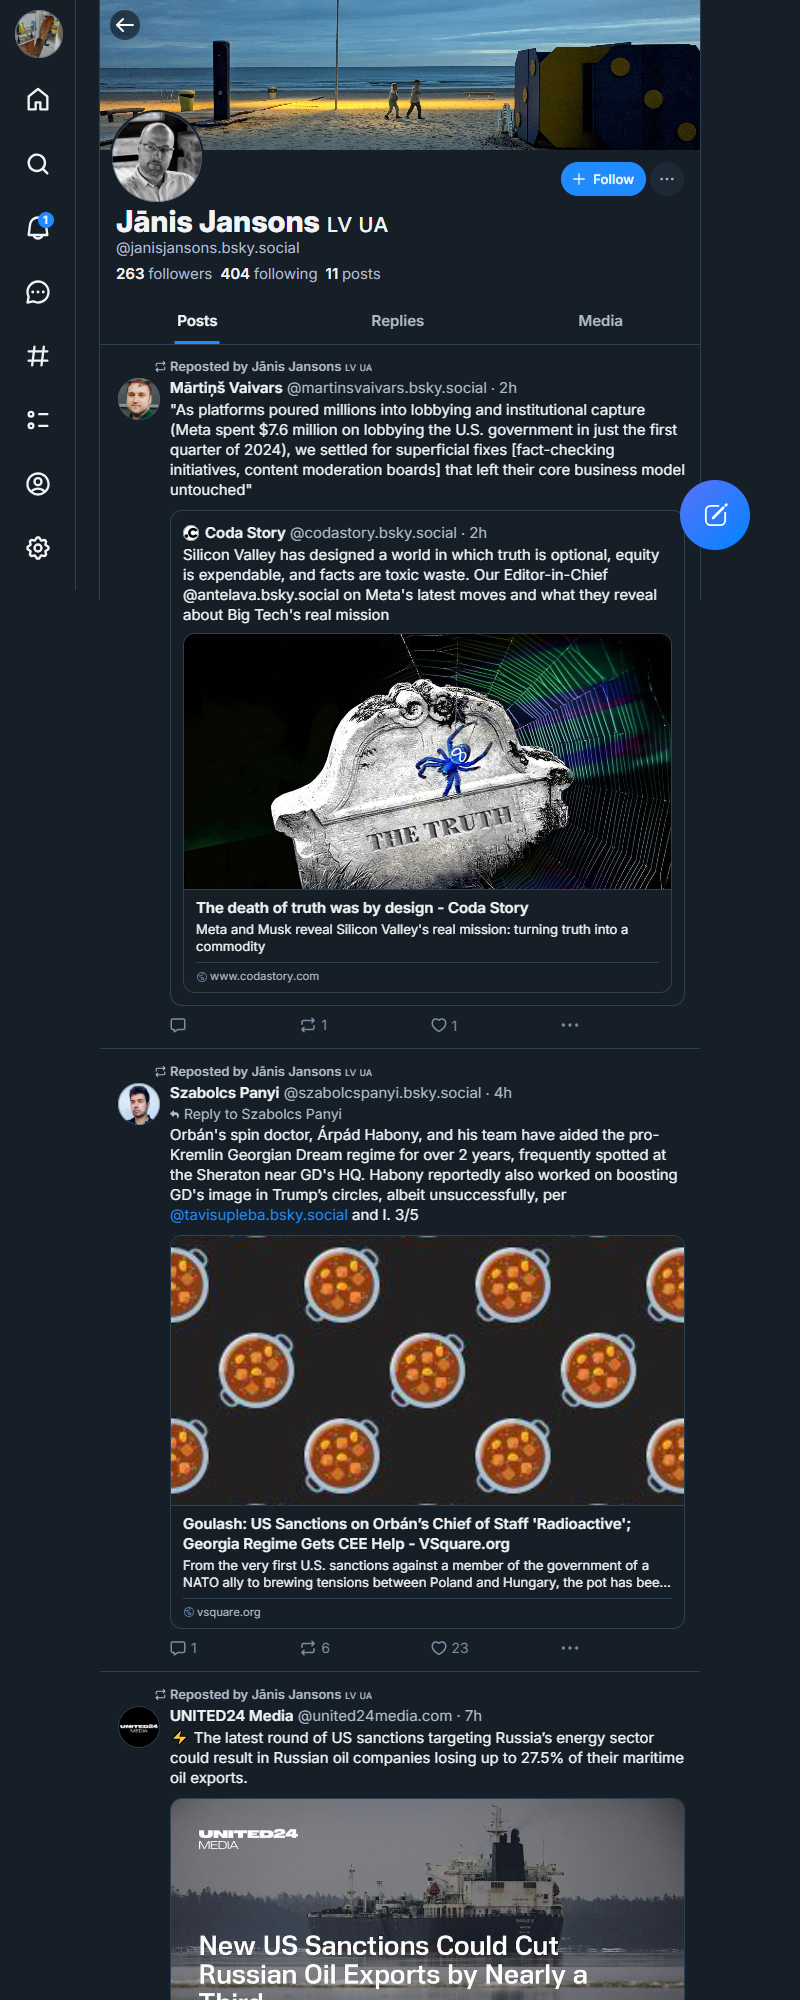 1
+ Follow
Jānis Jansons LV UA
@janisjansons.bsky.social
263 followers 404 following 11 posts
Posts Replies Media
Reposted by Jānis Jansons LV UA
Mārtiņš Vaivars @martinsvaivars.bsky.social · 2h
"As platforms poured millions into lobbying and institutional capture
(Meta spent $7.6 million on lobbying the U.S. government in just the first
quarter of 2024), we settled for superficial fixes [fact-checking
initiatives, content moderation boards] that left their core business model
untouched"
Coda Story @codastory.bsky.social · 2h
Silicon Valley has designed a world in which truth is optional, equity
is expendable, and facts are toxic waste. Our Editor-in-Chief
@antelava.bsky.social on Meta's latest moves and what they reveal
about Big Tech's real mission
THE TRUTH
The death of truth was by design - Coda Story
Meta and Musk reveal Silicon Valley's real mission: turning truth into a
commodity
www.codastory.com
1 1
Reposted by Jānis Jansons LV UA
Szabolcs Panyi @szabolcspanyi.bsky.social · 4h
Reply to Szabolcs Panyi
Orbán's spin doctor, Árpád Habony, and his team have aided the pro-
Kremlin Georgian Dream regime for over 2 years, frequently spotted at
the Sheraton near GD's HQ. Habony reportedly also worked on boosting
GD's image in Trump’s circles, albeit unsuccessfully, per
@tavisupleba.bsky.social and I. 3/5
Goulash: US Sanctions on Orbán’s Chief of Staff 'Radioactive';
Georgia Regime Gets CEE Help - VSquare.org
From the very first U.S. sanctions against a member of the government of a
NATO ally to brewing tensions between Poland and Hungary, the pot has bee...
vsquare.org
1 6 23
Reposted by Jānis Jansons LV UA
UNITED24 MEDIA
UNITED24 Media @united24media.com · 7h
⚡ The latest round of US sanctions targeting Russia’s energy sector
could result in Russian oil companies losing up to 27.5% of their maritime
oil exports.
UNITED24
MEDIA
New US Sanctions Could Cut
Russian Oil Exports by Nearly a
Third